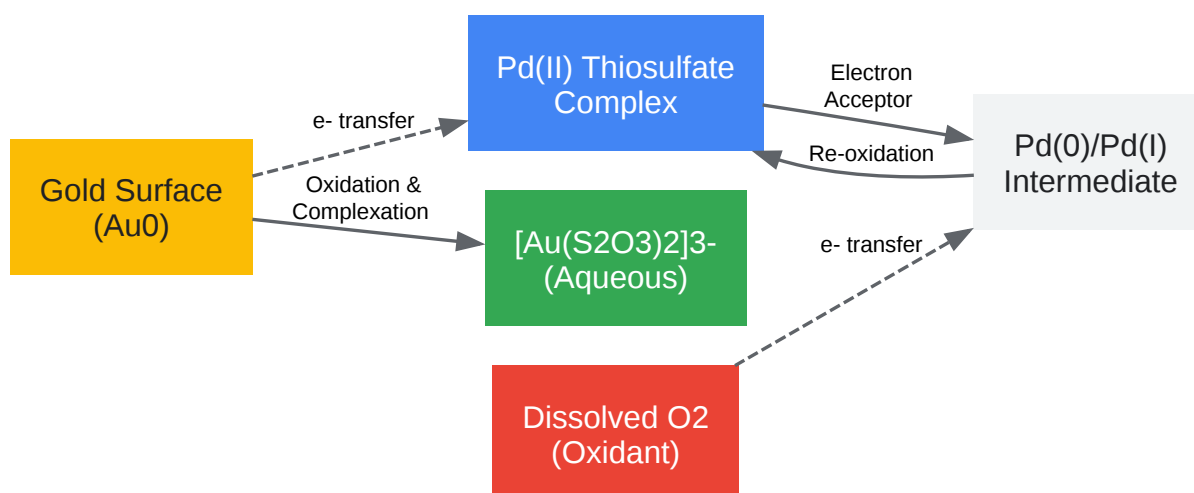 Pd(II) Thiosulfate
Complex
Electron
Acceptor
e- transfer
Re-oxidation
Pd(0)/Pd(I)
Intermediate
Gold Surface
(Au0)
Oxidation &
Complexation
[Au(S2O3)2]3-
(Aqueous)
e- transfer
Dissolved O2
(Oxidant)